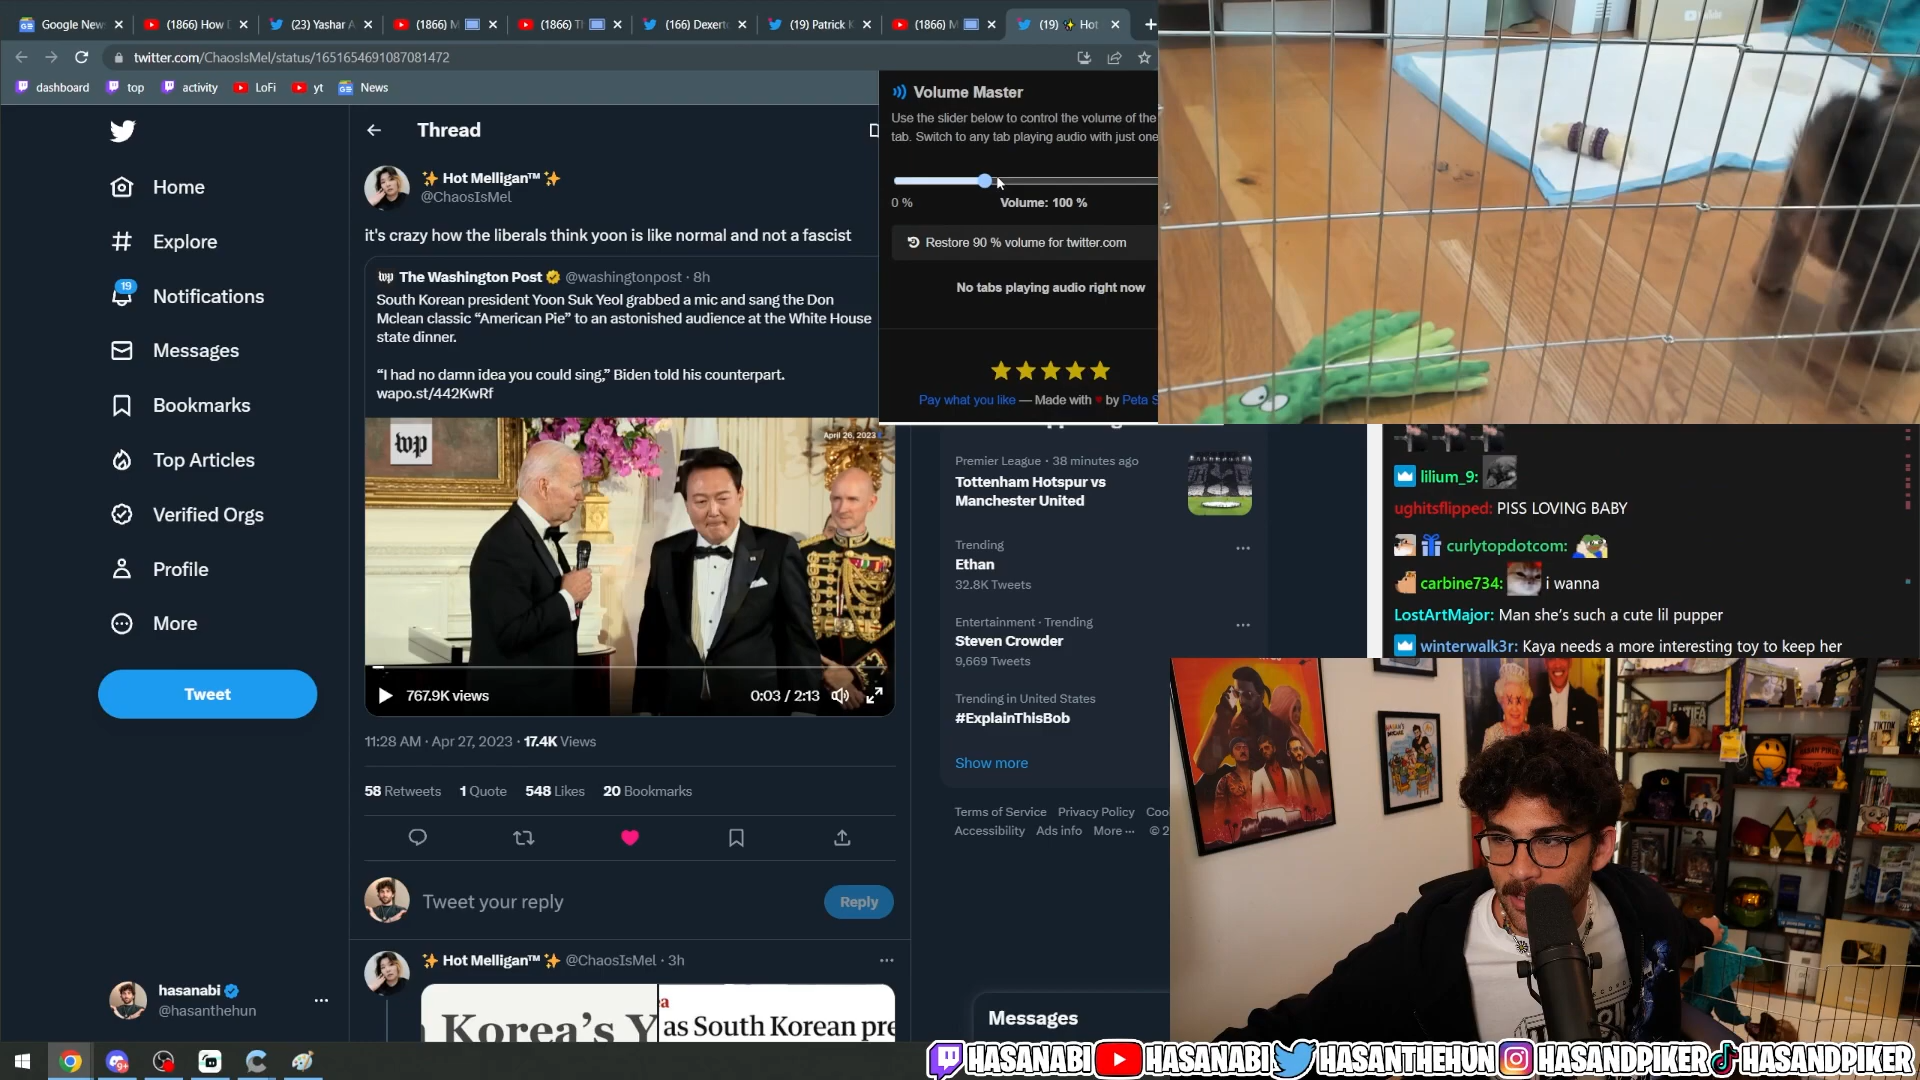 Google New
(1866) How
(23) Yashar
(1866) M
(1866) T
(166) Dexert
(19) Patrick
(1866) M
(19) ✨ Hot
twitter.com/ChaosIsMel/status/1651654691087081472
dashboard
top
activity
LoFi
yt
News
Home
Explore
19
Notifications
Messages
Bookmarks
Top Articles
Verified Orgs
Profile
More
Tweet
hasanabi
@hasanthehun
Thread
✨ Hot Melligan™ ✨
@ChaosIsMel
it's crazy how the liberals think yoon is like normal and not a fascist
wp The Washington Post @washingtonpost · 8h
South Korean president Yoon Suk Yeol grabbed a mic and sang the Don
Mclean classic “American Pie” to an astonished audience at the White House
state dinner.
“I had no damn idea you could sing,” Biden told his counterpart.
wapo.st/442KwRf
wp
April 26, 2023
767.9K views
0:03 / 2:13
11:28 AM · Apr 27, 2023 · 17.4K Views
58 Retweets 1 Quote 548 Likes 20 Bookmarks
Tweet your reply
Reply
✨ Hot Melligan™ ✨ @ChaosIsMel · 3h
Korea's Y
a
as South Korean pre
Volume Master
Use the slider below to control the volume of the
tab. Switch to any tab playing audio with just one
0 %
Volume: 100 %
Restore 90 % volume for twitter.com
No tabs playing audio right now
Pay what you like — Made with ♥ by Peta S
Premier League · 38 minutes ago
Tottenham Hotspur vs
Manchester United
Trending
Ethan
32.8K Tweets
Entertainment · Trending
Steven Crowder
9,669 Tweets
Trending in United States
#ExplainThisBob
Show more
Terms of Service Privacy Policy Coo
Accessibility Ads info More ··· © 2
Messages
lilium_9:
ughitsflipped: PISS LOVING BABY
curlytopdotcom:
carbine734: i wanna
LostArtMajor: Man she's such a cute lil pupper
winterwalk3r: Kaya needs a more interesting toy to keep her
TIKTOK
HASANABI
HASANABI
HASANTHEHUN
HASANDPIKER
HASANDPIKER